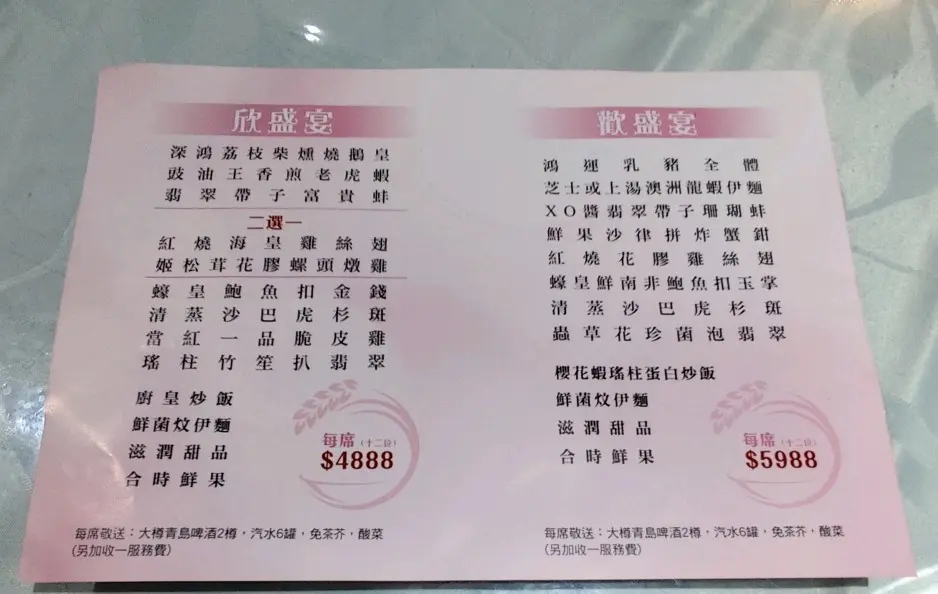 欣盛宴
深鴻荔枝柴燻燒鵝皇
豉油王香煎老虎蝦
翡翠帶子富貴蚌
二選一
紅燒海皇雞絲翅
姬松茸花膠螺頭燉雞
蠔皇鮑魚扣金錢
清蒸沙巴虎杉斑
當紅一品脆皮雞
瑤柱竹笙扒翡翠
廚皇炒飯
鮮菌炆伊麵
滋潤甜品
合時鮮果
每席(十二位)
$4888
每席敬送：大樽青島啤酒2樽，汽水6罐，免茶芥，酸菜
(另加收一服務費)
歡盛宴
鴻運乳豬全體
芝士或上湯澳洲龍蝦伊麵
XO醬翡翠帶子珊瑚蚌
鮮果沙律拼炸蟹鉗
紅燒花膠雞絲翅
蠔皇鮮南非鮑魚扣玉掌
清蒸沙巴虎杉斑
蟲草花珍菌泡翡翠
櫻花蝦瑤柱蛋白炒飯
鮮菌炆伊麵
滋潤甜品
合時鮮果
每席(十二位)
$5988
每席敬送：大樽青島啤酒2樽，汽水6罐，免茶芥，酸菜
(另加收一服務費)